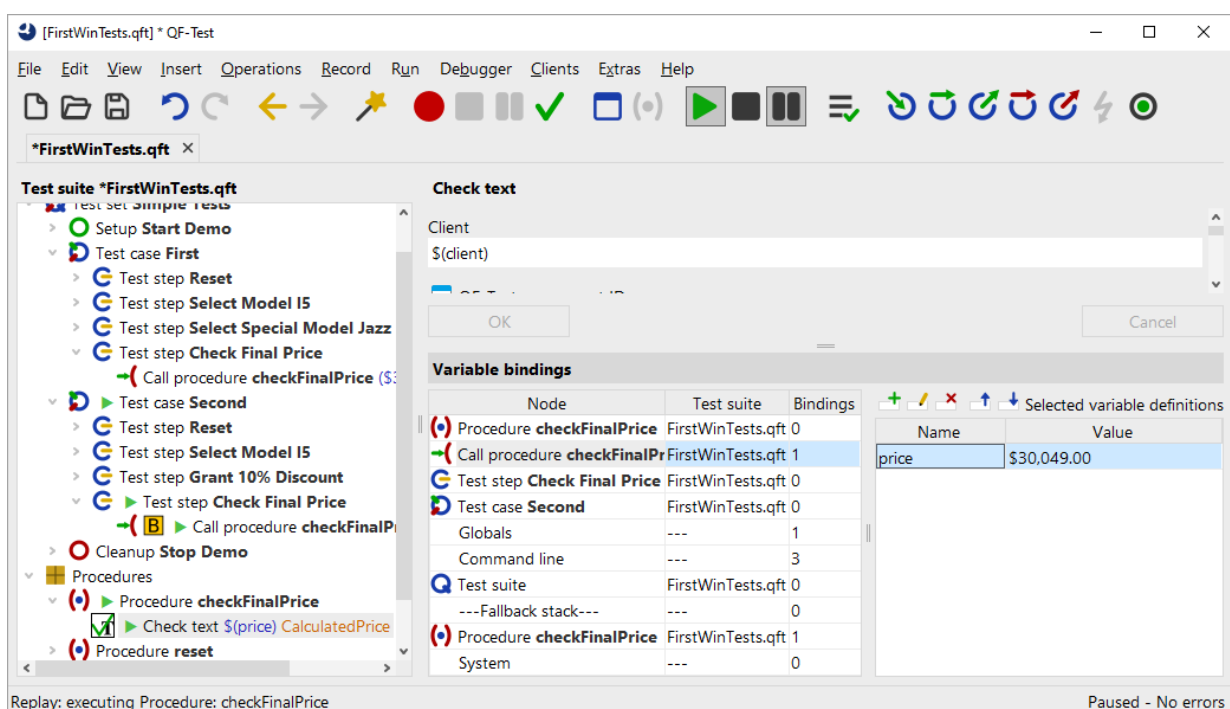 [FirstWinTests.qft] * QF-Test
File Edit View Insert Operations Record Run Debugger Clients Extras Help
*FirstWinTests.qft
Test suite *FirstWinTests.qft
Test set Simple Tests
Setup Start Demo
Test case First
Test step Reset
Test step Select Model I5
Test step Select Special Model Jazz
Test step Check Final Price
Call procedure checkFinalPrice ($3
Test case Second
Test step Reset
Test step Select Model I5
Test step Grant 10% Discount
Test step Check Final Price
B Call procedure checkFinalPr
Cleanup Stop Demo
Procedures
Procedure checkFinalPrice
Check text $(price) CalculatedPrice
Procedure reset
Check text
Client
$(client)
OK Cancel
Variable bindings
Node Test suite Bindings
Procedure checkFinalPrice FirstWinTests.qft 0
Call procedure checkFinalPr FirstWinTests.qft 1
Test step Check Final Price FirstWinTests.qft 0
Test case Second FirstWinTests.qft 0
Globals --- 1
Command line --- 3
Test suite FirstWinTests.qft 0
---Fallback stack--- --- 0
Procedure checkFinalPrice FirstWinTests.qft 1
System --- 0
Selected variable definitions
Name Value
price $30,049.00
Replay: executing Procedure: checkFinalPrice
Paused - No errors